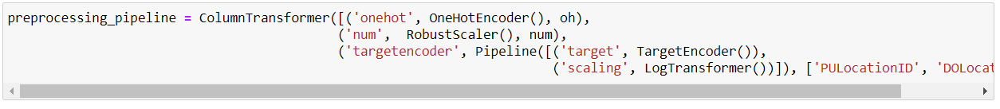 preprocessing_pipeline = ColumnTransformer([('onehot', OneHotEncoder(), oh),
('num',  RobustScaler(), num),
('targetencoder', Pipeline([('target', TargetEncoder()),
('scaling', LogTransformer())]), ['PULocationID', 'DOLocat